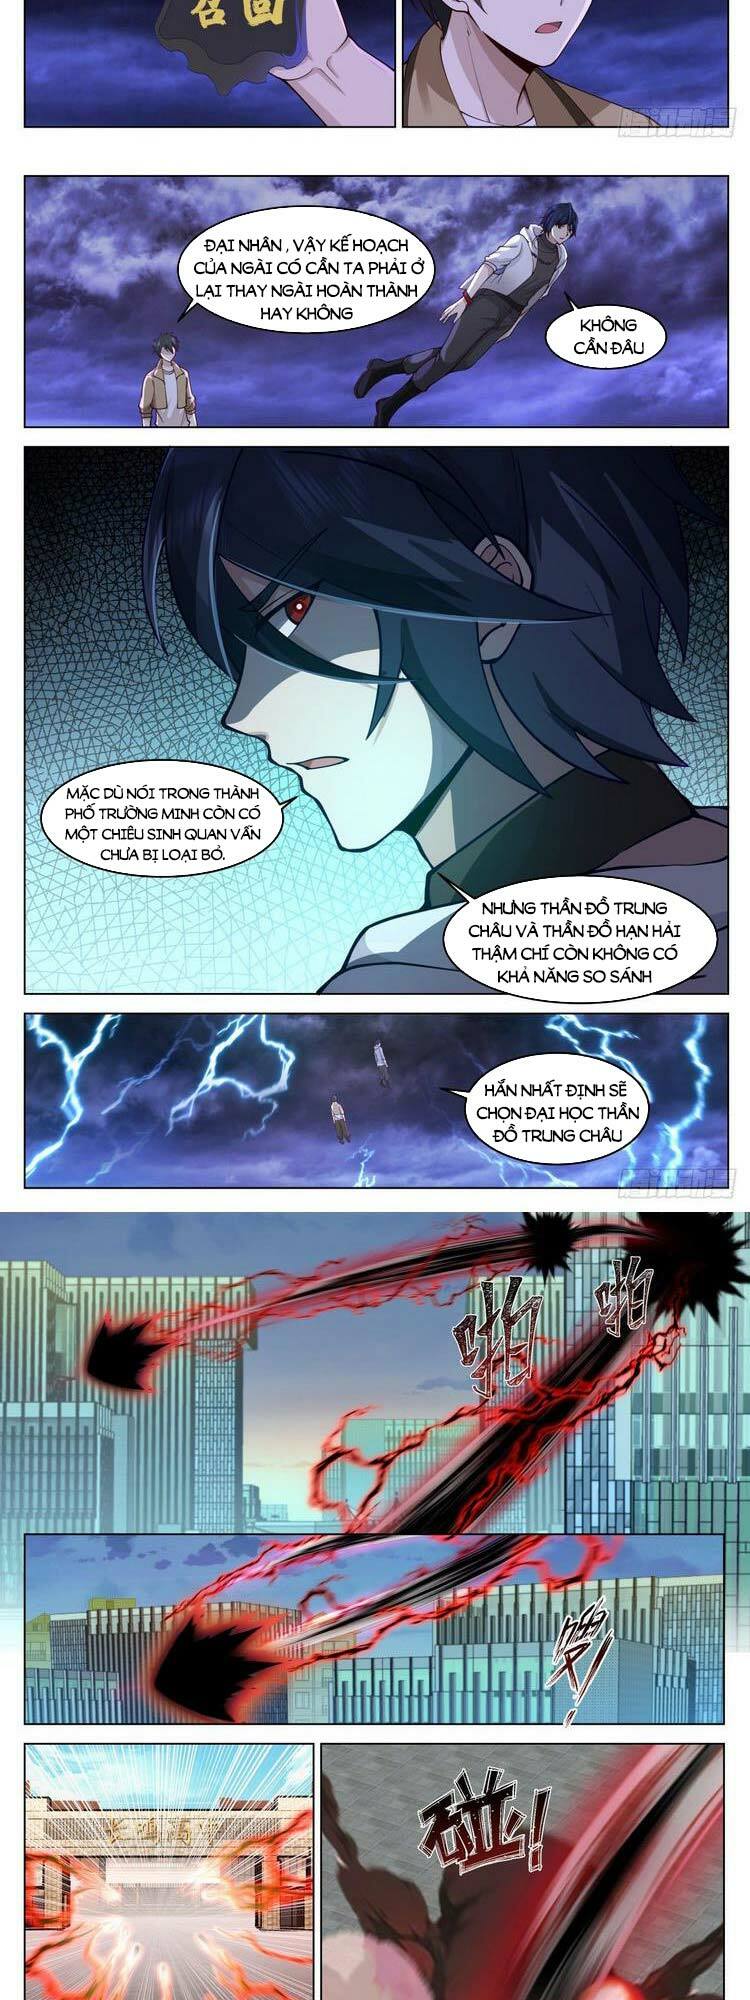 召回
ĐẠI NHÂN , VẬY KẾ HOẠCH
CỦA NGÀI CÓ CẦN TA PHẢI Ở
LẠI THAY NGÀI HOÀN THÀNH
HAY KHÔNG
KHÔNG
CẦN ĐÂU
MẶC DÙ NÓI TRONG THÀNH
PHỐ TRƯỜNG MINH CÒN CÓ
MỘT CHIÊU SINH QUAN VẪN
CHƯA BỊ LOẠI BỎ.
NHƯNG THẦN ĐÔ TRUNG
CHÂU VÀ THẦN ĐÔ HẠN HẢI
THẬM CHÍ CÒN KHÔNG CÓ
KHẢ NĂNG SO SÁNH
HẮN NHẤT ĐỊNH SẼ
CHỌN ĐẠI HỌC THẦN
ĐÔ TRUNG CHÂU
啪
啪
碰!